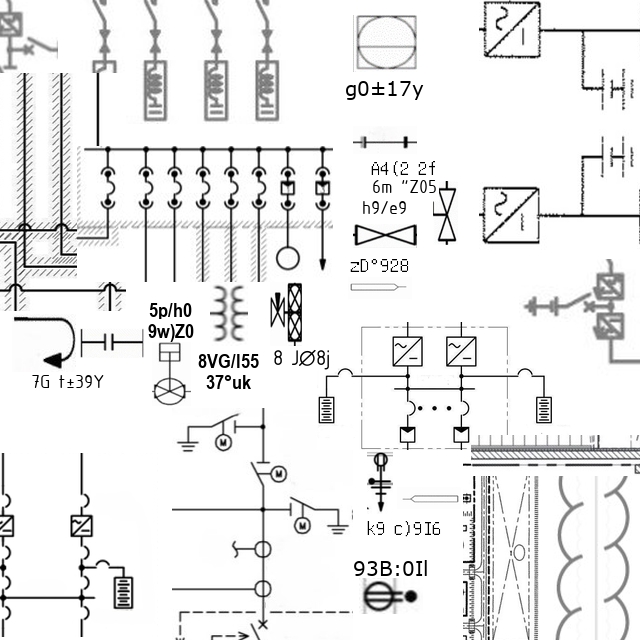 g0±17y
A4(2 2f
6m "Z05
h9/e9
zD°928
5p/h0
9w)Z0
8VG/I55
37°uk
8 JØ8j
7G t±39Y
M
M
M
k9 c)9I6
93B:0Il